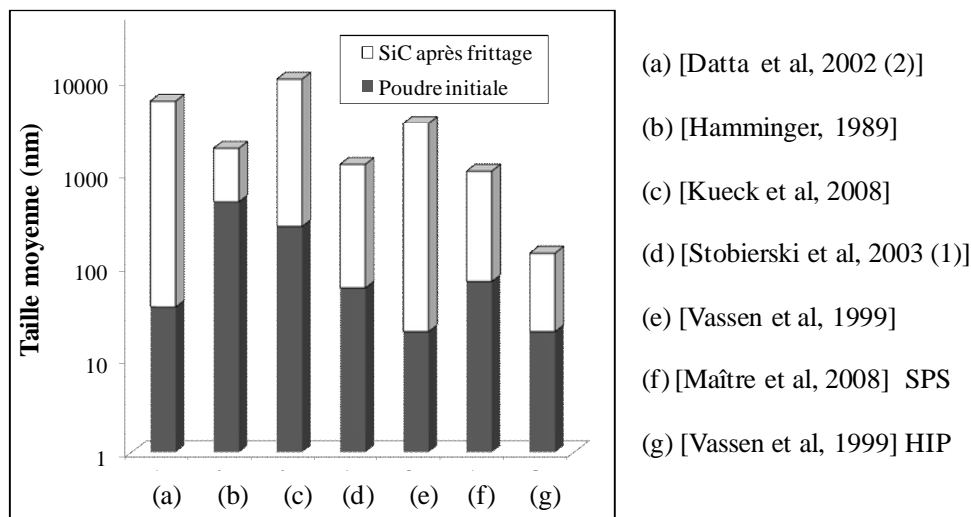 SiC après frittage
Poudre initiale
Taille moyenne (nm)
10000
1000
100
10
1
(a) (b) (c) (d) (e) (f) (g)
(a) [Datta et al, 2002 (2)]
(b) [Hamminger, 1989]
(c) [Kueck et al, 2008]
(d) [Stobierski et al, 2003 (1)]
(e) [Vassen et al, 1999]
(f) [Maître et al, 2008] SPS
(g) [Vassen et al, 1999] HIP